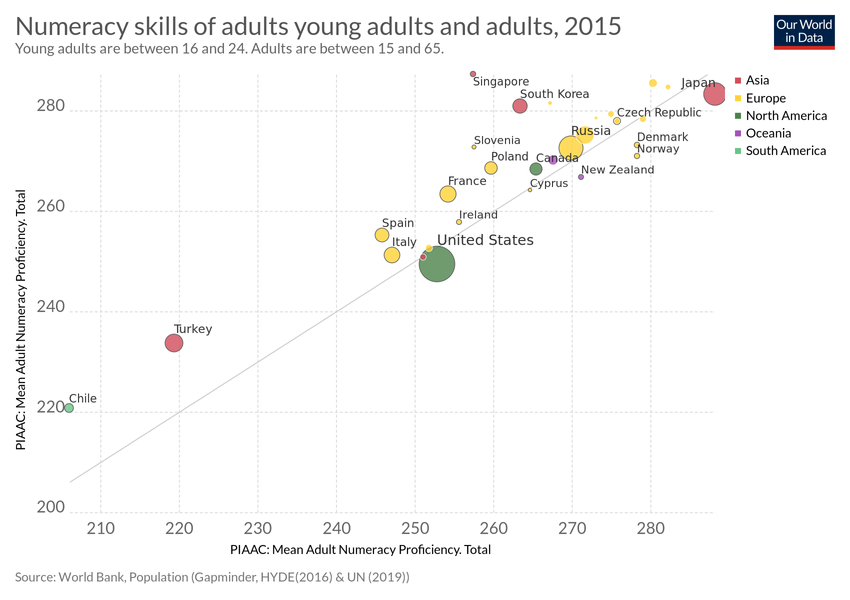 Numeracy skills of adults young adults and adults, 2015
Young adults are between 16 and 24. Adults are between 15 and 65.
Our World
in Data
Singapore
South Korea
Japan
Czech Republic
Russia
Slovenia
Denmark
Norway
Poland
Canada
New Zealand
France
Cyprus
Ireland
Spain
Italy
United States
Turkey
Chile
Asia
Europe
North America
Oceania
South America
PIAAC: Mean Adult Numeracy Proficiency. Total
280
260
240
220
200
210 220 230 240 250 260 270 280
PIAAC: Mean Adult Numeracy Proficiency. Total
Source: World Bank, Population (Gapminder, HYDE(2016) & UN (2019))